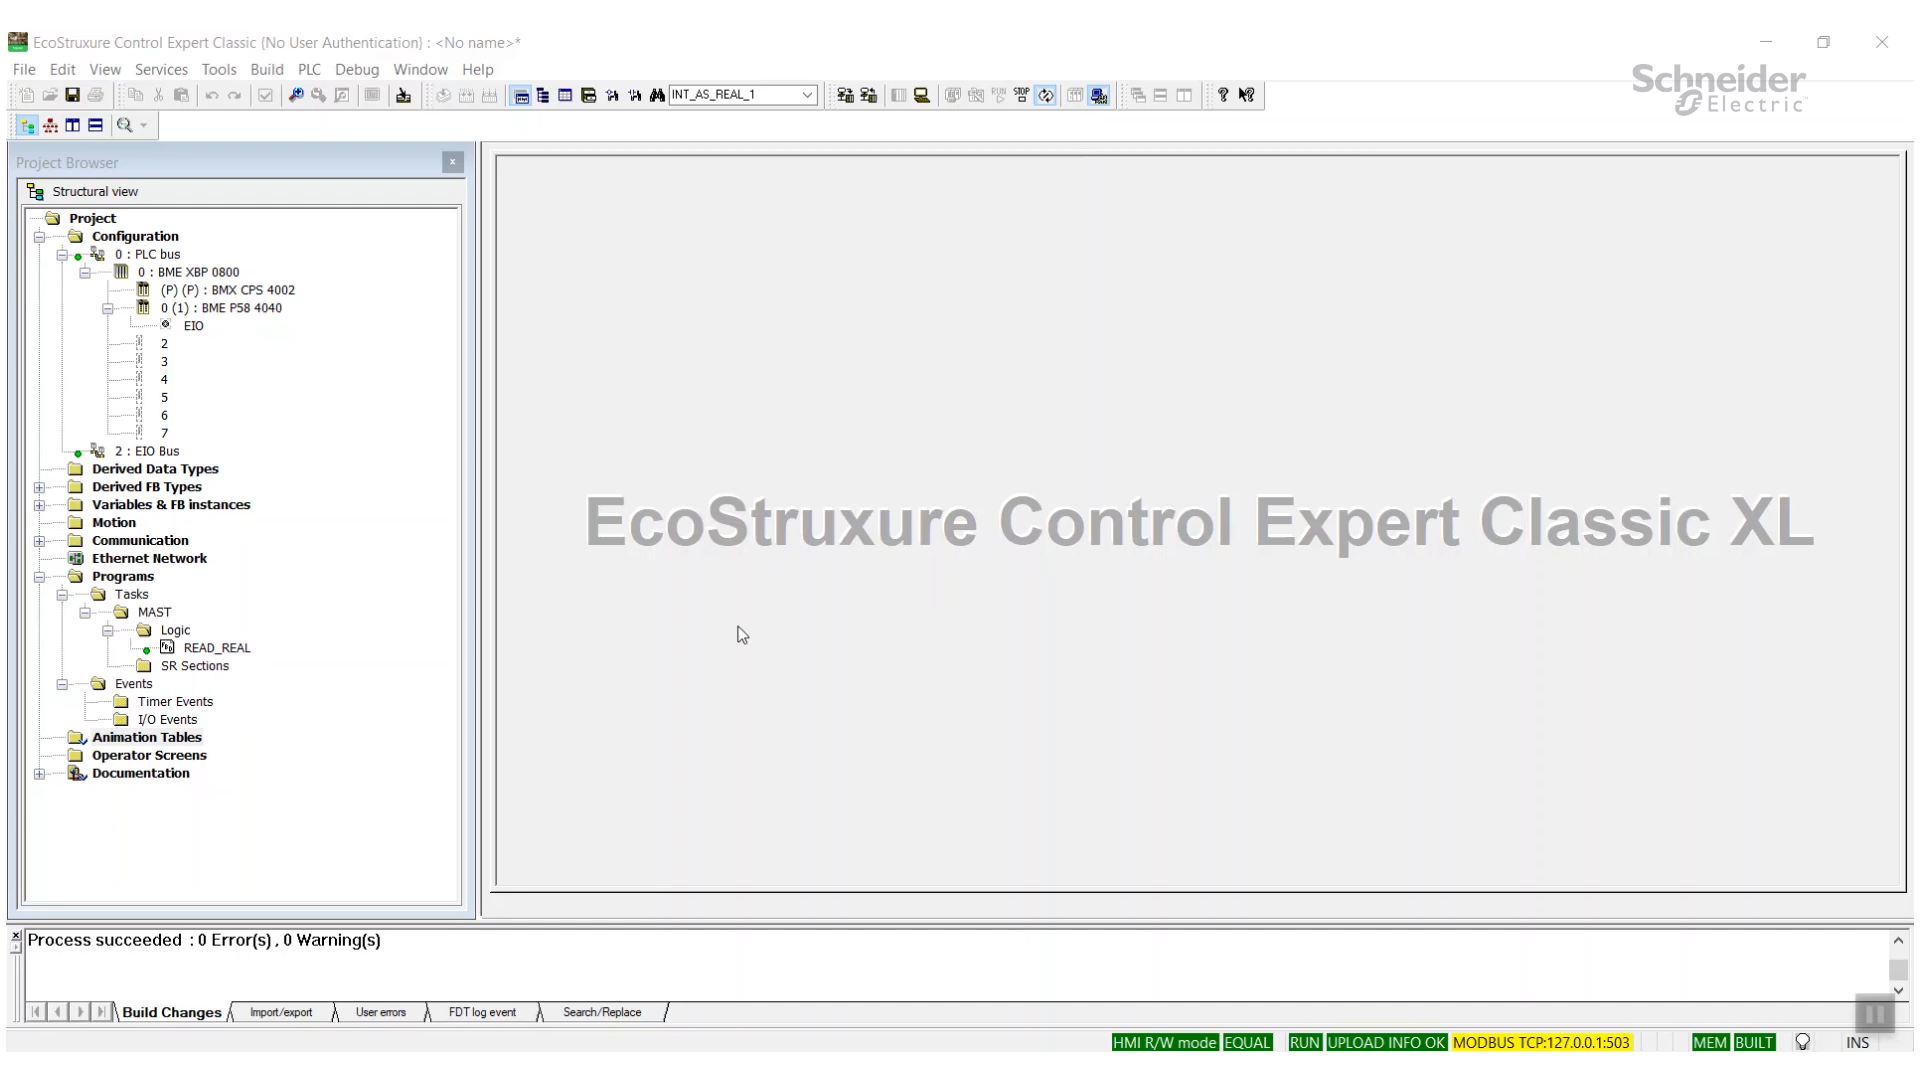 EcoStruxure Control Expert Classic {No User Authentication} : <No name>*
File Edit View Services Tools Build PLC Debug Window Help
Schneider
Electric
INT_AS_REAL_1
STOP
RUN
Project Browser
Structural view
Project
Configuration
0 : PLC bus
0 : BME XBP 0800
(P) (P) : BMX CPS 4002
0 (1) : BME P58 4040
EIO
2
3
4
5
6
7
2 : EIO Bus
Derived Data Types
Derived FB Types
Variables & FB instances
Motion
Communication
Ethernet Network
Programs
Tasks
MAST
Logic
READ_REAL
SR Sections
Events
Timer Events
I/O Events
Animation Tables
Operator Screens
Documentation
EcoStruxure Control Expert Classic XL
Process succeeded : 0 Error(s) , 0 Warning(s)
Build Changes Import/export User errors FDT log event Search/Replace
HMI R/W mode EQUAL RUN UPLOAD INFO OK MODBUS TCP:127.0.0.1:503 MEM BUILT INS